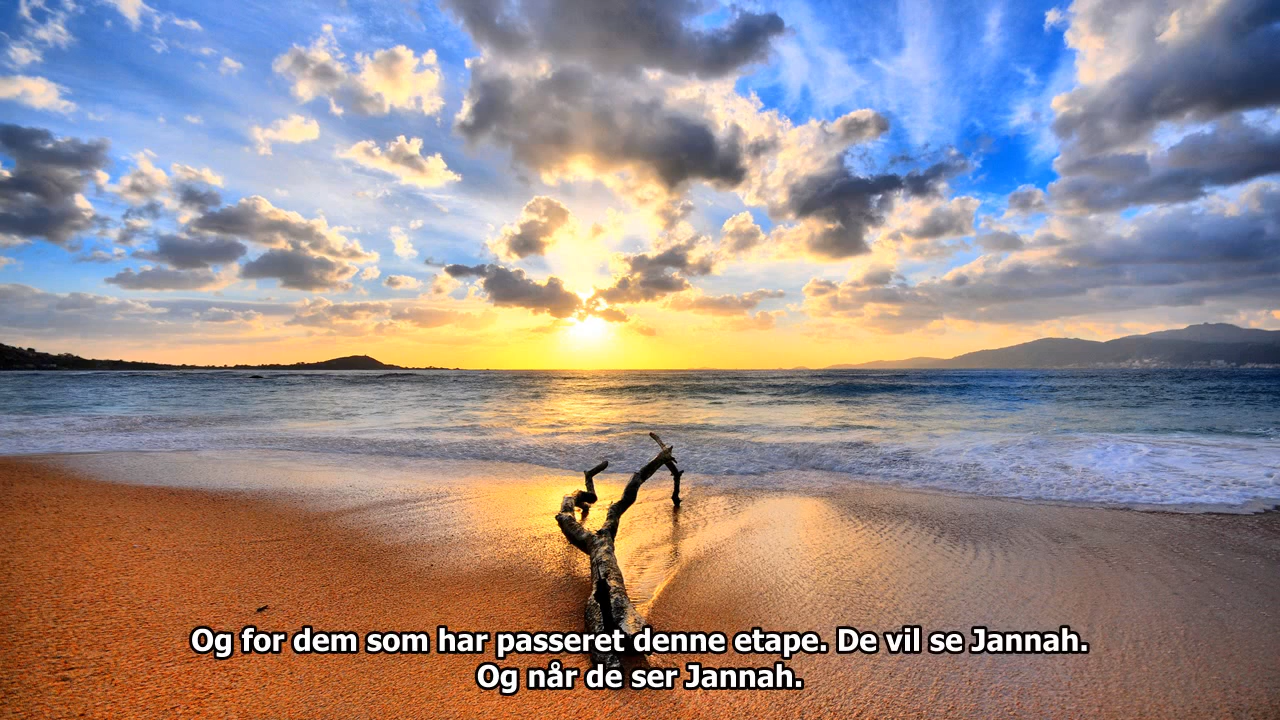 Og for dem som har passeret denne etape. De vil se Jannah.
Og når de ser Jannah.